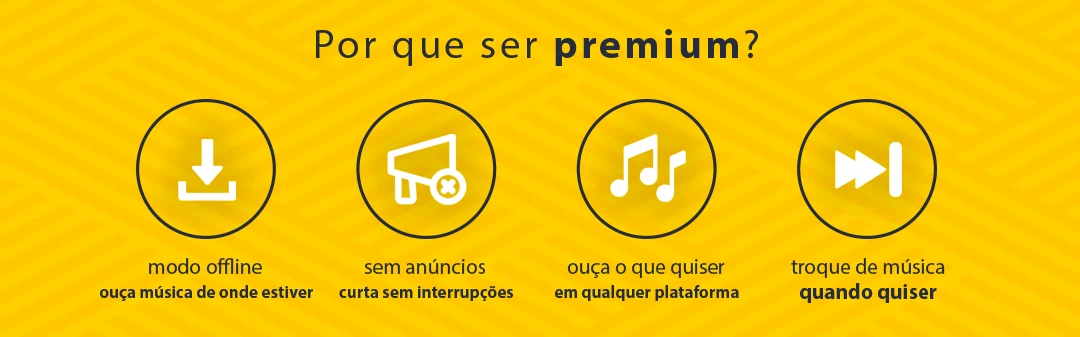 Por que ser premium?
modo offline
ouça música de onde estiver
sem anúncios
curta sem interrupções
ouça o que quiser
em qualquer plataforma
troque de música
quando quiser